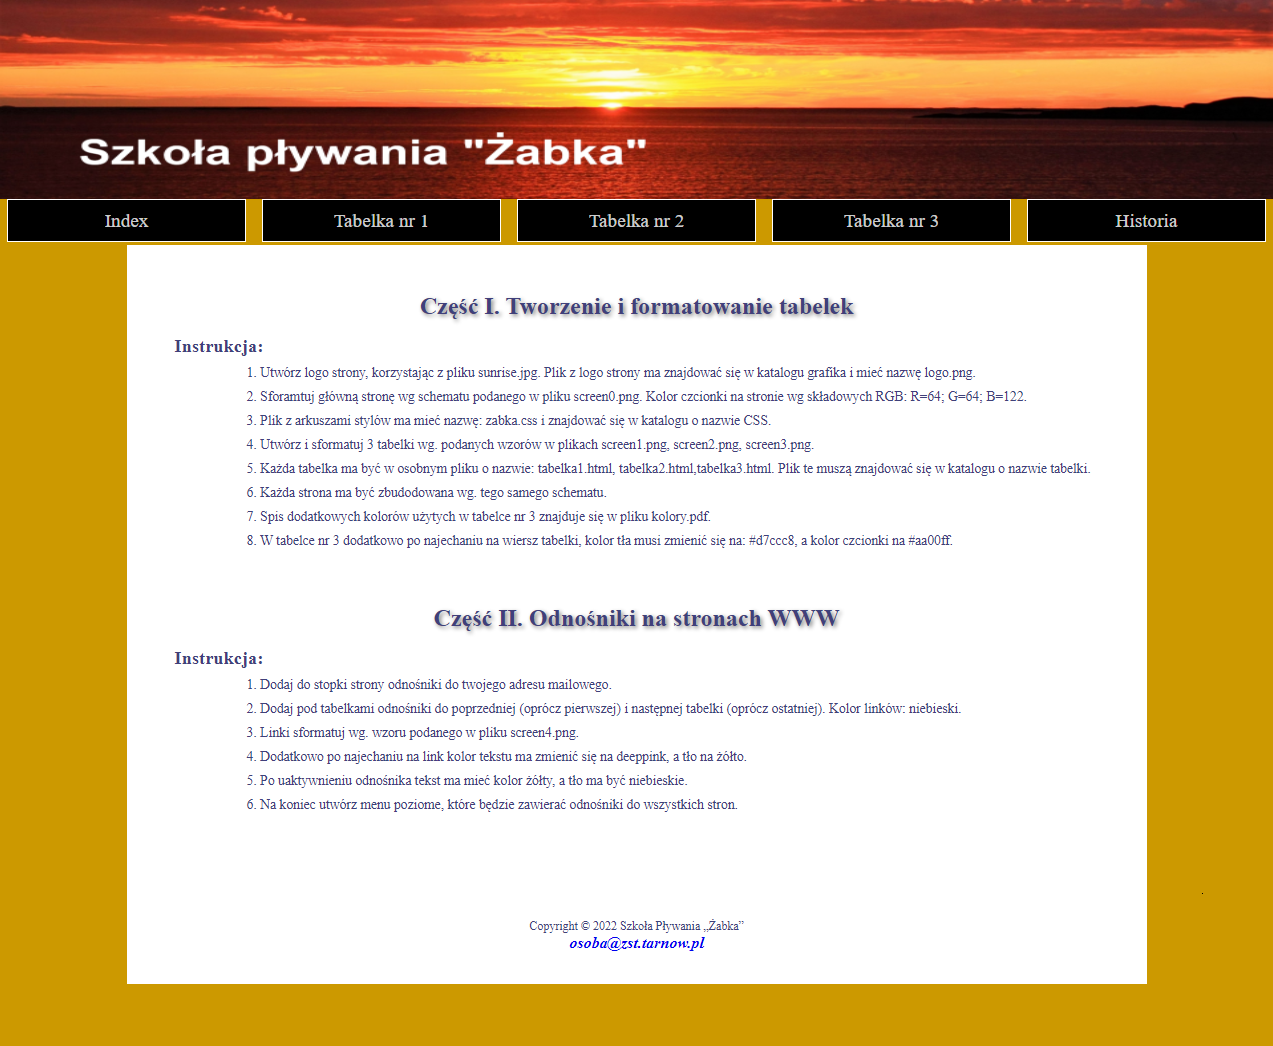 Szkoła pływania "Żabka"
Index
Tabelka nr 1
Tabelka nr 2
Tabelka nr 3
Historia
Część I. Tworzenie i formatowanie tabelek
Instrukcja:
1. Utwórz logo strony, korzystając z pliku sunrise.jpg. Plik z logo strony ma znajdować się w katalogu grafika i mieć nazwę logo.png.
2. Sforamtuj główną stronę wg schematu podanego w pliku screen0.png. Kolor czcionki na stronie wg składowych RGB: R=64; G=64; B=122.
3. Plik z arkuszami stylów ma mieć nazwę: zabka.css i znajdować się w katalogu o nazwie CSS.
4. Utwórz i sformatuj 3 tabelki wg. podanych wzorów w plikach screen1.png, screen2.png, screen3.png.
5. Każda tabelka ma być w osobnym pliku o nazwie: tabelka1.html, tabelka2.html,tabelka3.html. Plik te muszą znajdować się w katalogu o nazwie tabelki.
6. Każda strona ma być zbudodowana wg. tego samego schematu.
7. Spis dodatkowych kolorów użytych w tabelce nr 3 znajduje się w pliku kolory.pdf.
8. W tabelce nr 3 dodatkowo po najechaniu na wiersz tabelki, kolor tła musi zmienić się na: #d7ccc8, a kolor czcionki na #aa00ff.
Część II. Odnośniki na stronach WWW
Instrukcja:
1. Dodaj do stopki strony odnośniki do twojego adresu mailowego.
2. Dodaj pod tabelkami odnośniki do poprzedniej (oprócz pierwszej) i następnej tabelki (oprócz ostatniej). Kolor linków: niebieski.
3. Linki sformatuj wg. wzoru podanego w pliku screen4.png.
4. Dodatkowo po najechaniu na link kolor tekstu ma zmienić się na deeppink, a tło na żółto.
5. Po uaktywnieniu odnośnika tekst ma mieć kolor żółty, a tło ma być niebieskie.
6. Na koniec utwórz menu poziome, które będzie zawierać odnośniki do wszystkich stron.
Copyright © 2022 Szkoła Pływania „Żabka”
osoba@zst.tarnow.pl